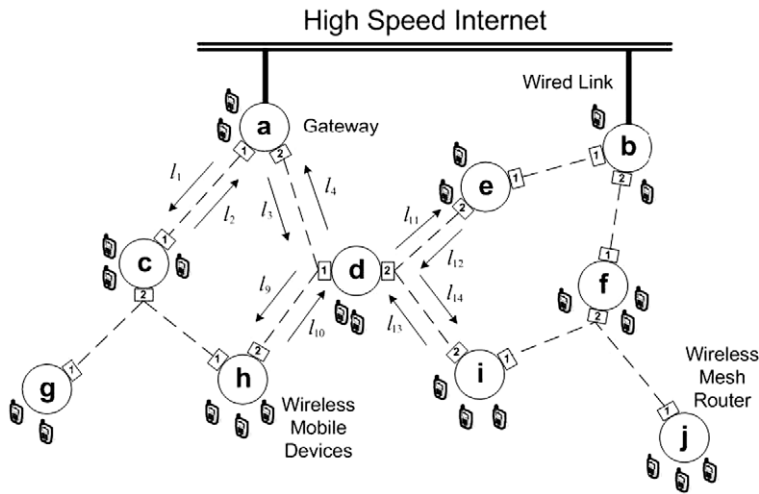 High Speed Internet
Wired Link
a
Gateway
b
1
2
1
2
e
1
2
l1
l2
l3
l4
l11
l12
c
1
2
1
d
2
f
1
2
l9
l10
l13
l14
g
1
1
h
2
2
i
1
Wireless
Mobile
Devices
Wireless
Mesh
Router
1
j